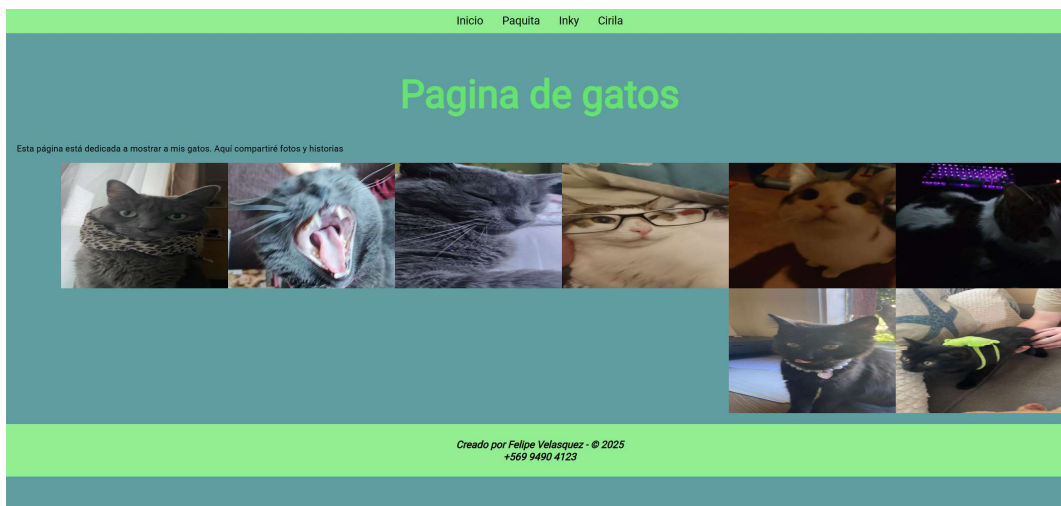 Inicio Paquita Inky Cirila
Pagina de gatos
Esta página está dedicada a mostrar a mis gatos. Aquí compartiré fotos y historias
Creado por Felipe Velasquez - © 2025
+569 9490 4123